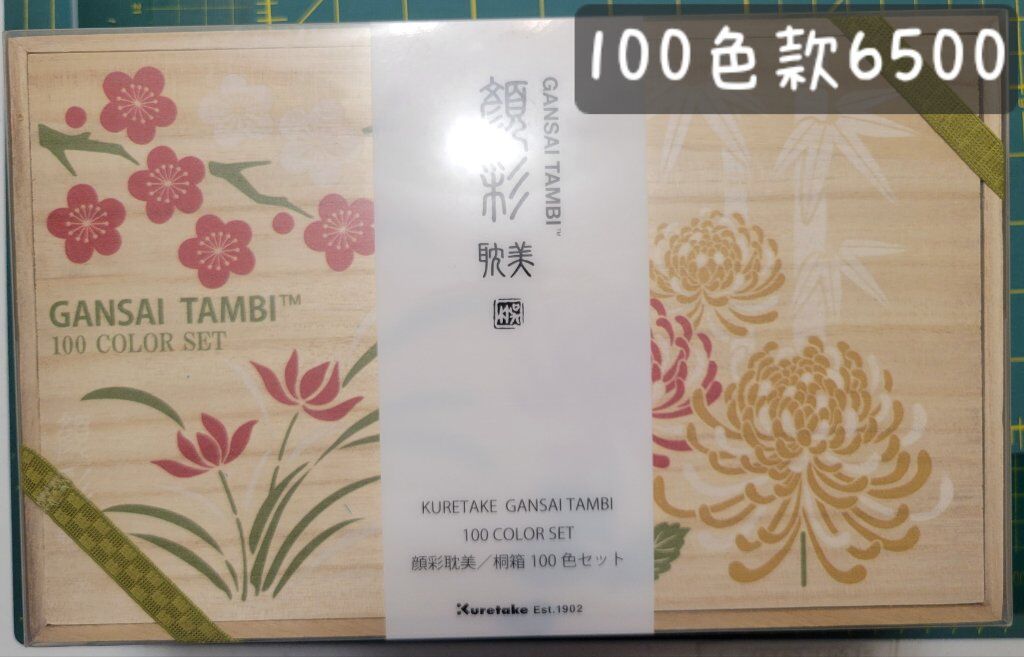 100色款6500
GANSAI TAMBI™
顔彩
耽美
GANSAI TAMBI™
100 COLOR SET
KURETAKE GANSAI TAMBI
100 COLOR SET
顔彩耽美／桐箱100色セット
Kuretake Est.1902